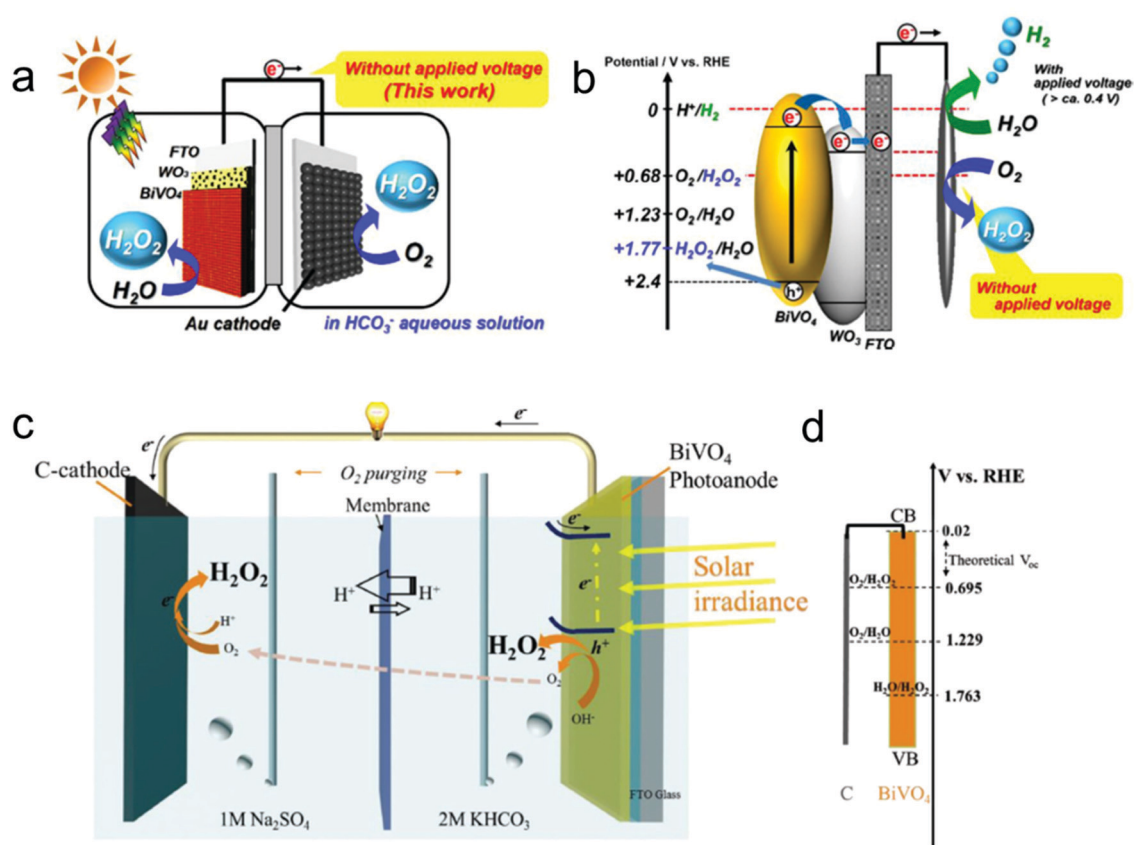 a
e⁻
Without applied voltage
(This work)
FTO
WO₃
BiVO₄
H₂O₂
H₂O
H₂O₂
O₂
Au cathode
in HCO₃⁻ aqueous solution
b
Potential / V vs. RHE
0 H⁺/H₂
+0.68 O₂/H₂O₂
+1.23 O₂/H₂O
+1.77 H₂O₂/H₂O
+2.4
e⁻
e⁻
e⁻
h⁺
BiVO₄
WO₃
FTO
e⁻
H₂
With
applied voltage
( > ca. 0.4 V)
H₂O
O₂
H₂O₂
Without
applied voltage
c
e⁻
e⁻
C-cathode
O₂ purging
Membrane
BiVO₄
Photoanode
H₂O₂
e⁻
H⁺
O₂
H⁺
H⁺
e⁻
e⁻
Solar
irradiance
H₂O₂
h⁺
O₂
OH⁻
FTO Glass
1M Na₂SO₄
2M KHCO₃
d
V vs. RHE
CB
0.02
Theoretical Voc
O₂/H₂O₂
0.695
O₂/H₂O
1.229
H₂O/H₂O₂
1.763
VB
C
BiVO₄